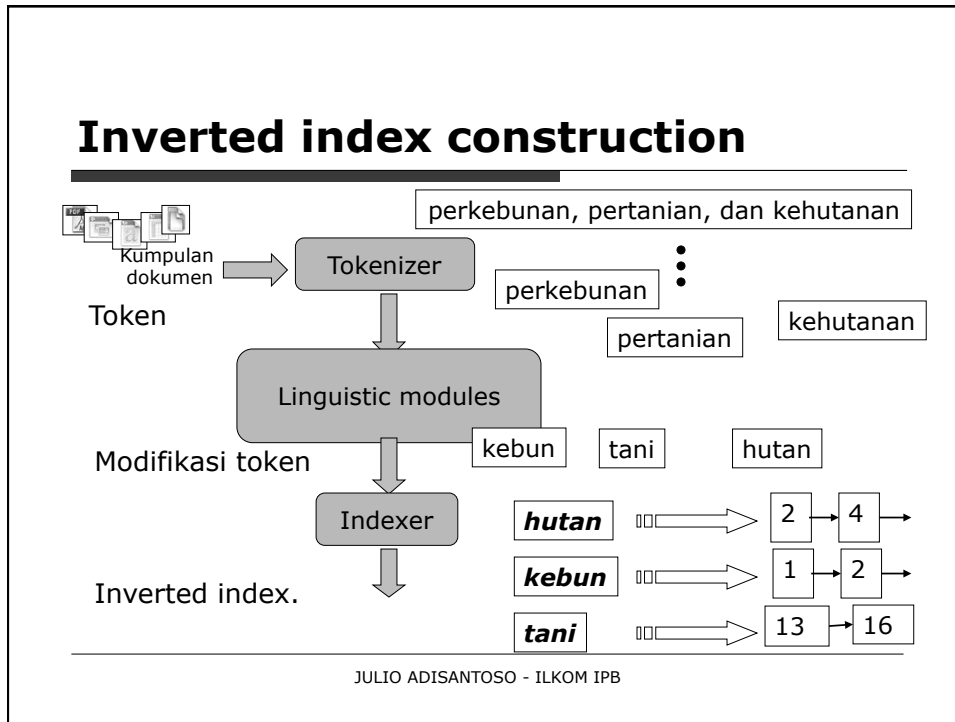 Inverted index construction
perkebunan, pertanian, dan kehutanan
Kumpulan
dokumen
Tokenizer
perkebunan
Token
pertanian
kehutanan
Linguistic modules
kebun
tani
hutan
Modifikasi token
Indexer
hutan
2
4
kebun
1
2
Inverted index.
tani
13
16
JULIO ADISANTOSO - ILKOM IPB